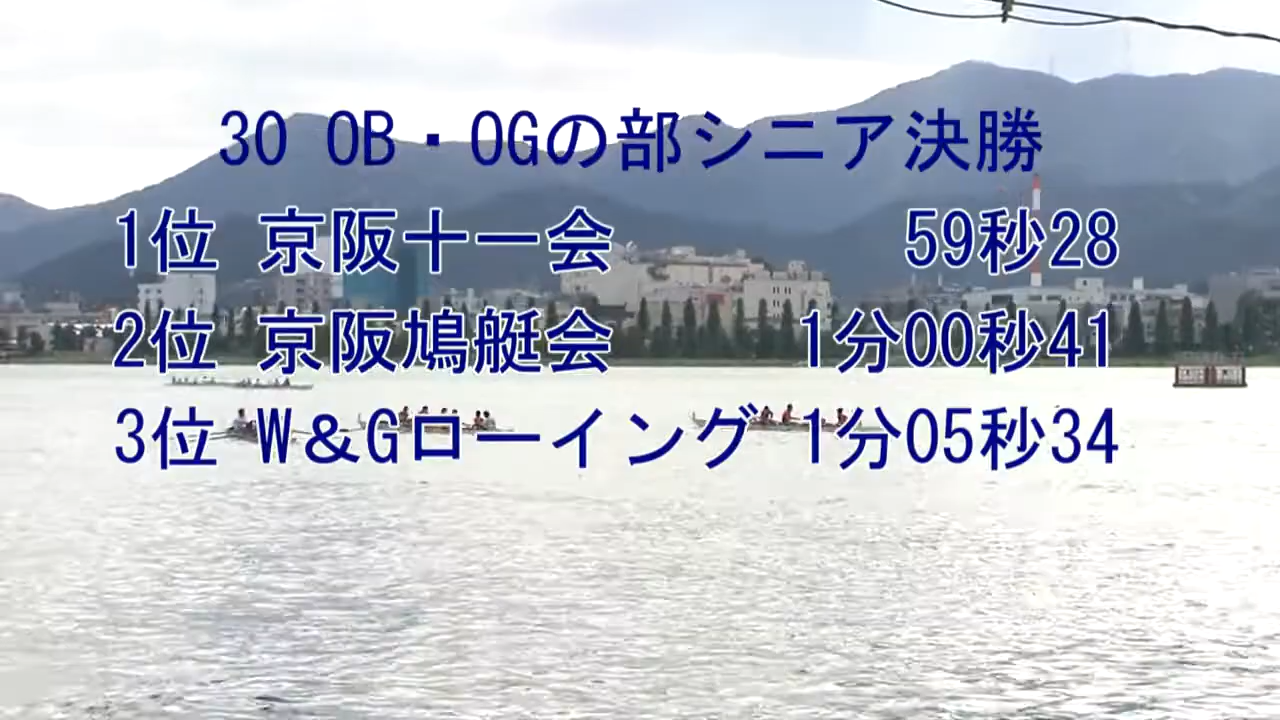 30 OB・OGの部シニア決勝
1位 京阪十一会 59秒28
2位 京阪鳩艇会 1分00秒41
3位 W&Gローイング 1分05秒34